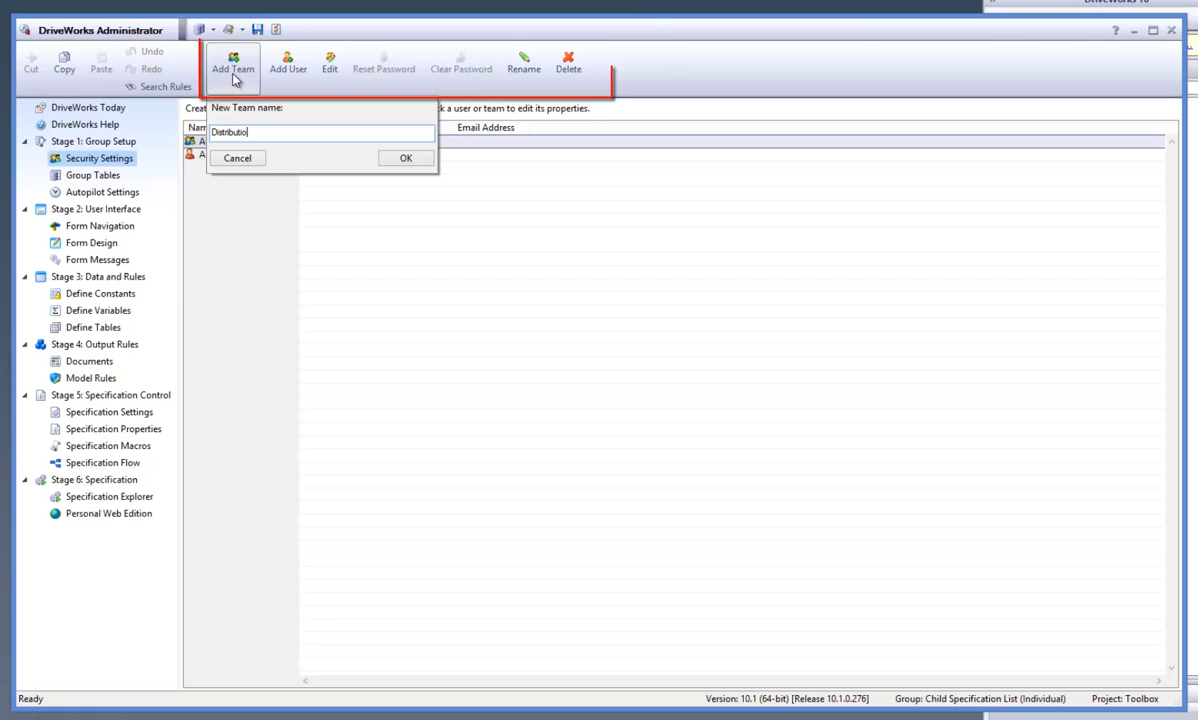 DriveWorks 10
DriveWorks Administrator
Cut
Copy
Paste
Undo
Redo
Search Rules
Add Team
Add User
Edit
Reset Password
Clear Password
Rename
Delete
DriveWorks Today
DriveWorks Help
Stage 1: Group Setup
Security Settings
Group Tables
Autopilot Settings
Stage 2: User Interface
Form Navigation
Form Design
Form Messages
Stage 3: Data and Rules
Define Constants
Define Variables
Define Tables
Stage 4: Output Rules
Documents
Model Rules
Stage 5: Specification Control
Specification Settings
Specification Properties
Specification Macros
Specification Flow
Stage 6: Specification
Specification Explorer
Personal Web Edition
New Team name:
Distributio
Cancel
OK
k a user or team to edit its properties.
Email Address
Ready
Version: 10.1 (64-bit) [Release 10.1.0.276]
Group: Child Specification List (Individual)
Project: Toolbox